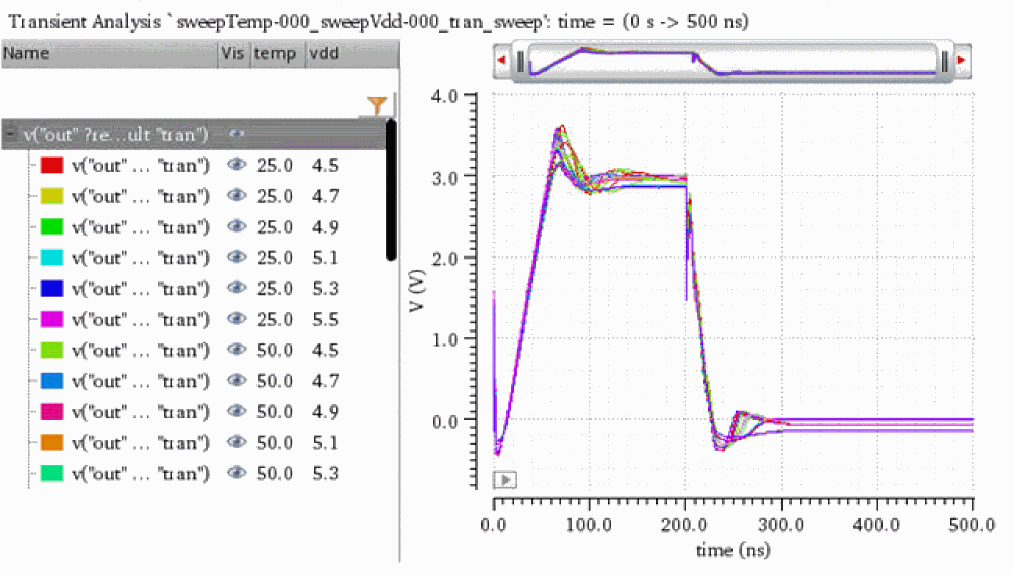 Transient Analysis `sweepTemp-000_sweepVdd-000_tran_sweep': time = (0 s -> 500 ns)
Name Vis temp vdd
v("out" ?re...ult "tran")
v("out" ... "tran") 25.0 4.5
v("out" ... "tran") 25.0 4.7
v("out" ... "tran") 25.0 4.9
v("out" ... "tran") 25.0 5.1
v("out" ... "tran") 25.0 5.3
v("out" ... "tran") 25.0 5.5
v("out" ... "tran") 50.0 4.5
v("out" ... "tran") 50.0 4.7
v("out" ... "tran") 50.0 4.9
v("out" ... "tran") 50.0 5.1
v("out" ... "tran") 50.0 5.3
V (V)
4.0
3.0
2.0
1.0
0.0
0.0 100.0 200.0 300.0 400.0 500.0
time (ns)